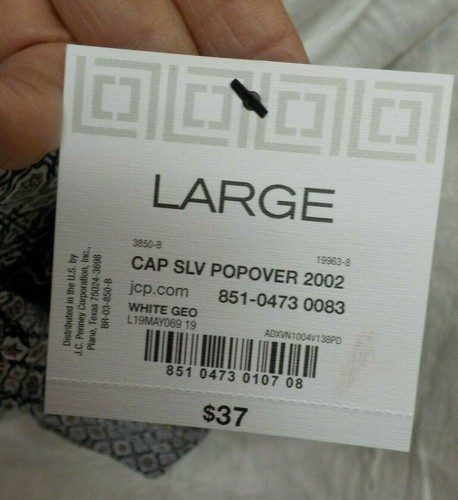 LARGE
3850-B
19963-8
CAP SLV POPOVER 2002
jcp.com 851-0473 0083
WHITE GEO
L19MAY069 19
ADXVN1004V138PD
851 0473 0107 08
$37
Distributed in the U.S. by
J.C. Penney Corporation, Inc.,
Plano, Texas 75024-3698
BR-03-850-B